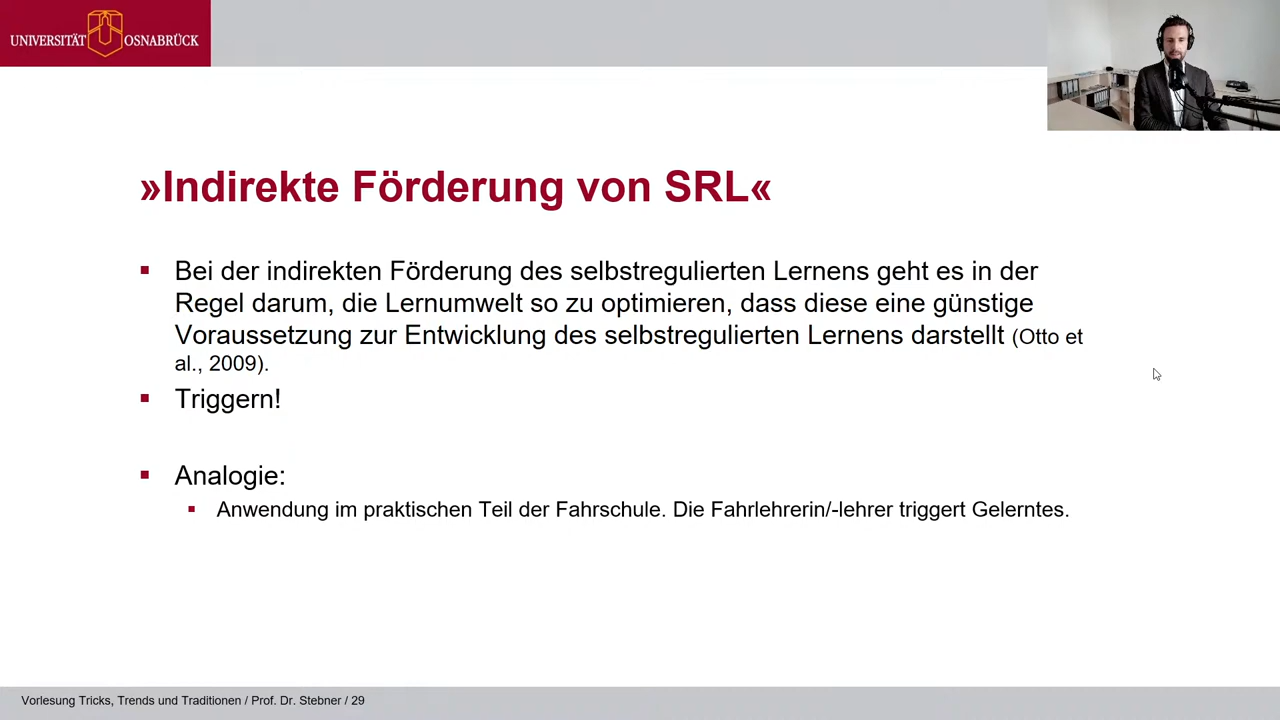 UNIVERSITÄT OSNABRÜCK
»Indirekte Förderung von SRL«
Bei der indirekten Förderung des selbstregulierten Lernens geht es in der
Regel darum, die Lernumwelt so zu optimieren, dass diese eine günstige
Voraussetzung zur Entwicklung des selbstregulierten Lernens darstellt (Otto et
al., 2009).
Triggern!
Analogie:
Anwendung im praktischen Teil der Fahrschule. Die Fahrlehrerin/-lehrer triggert Gelerntes.
Vorlesung Tricks, Trends und Traditionen / Prof. Dr. Stebner / 29